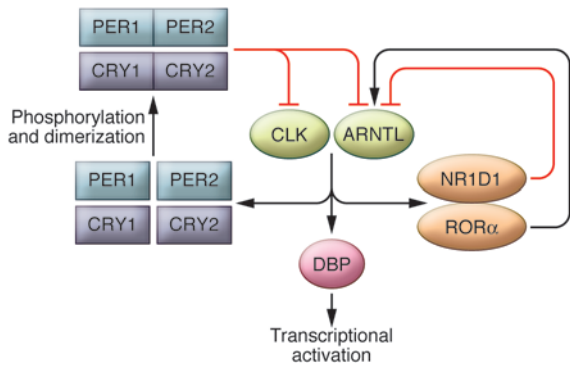 PER1 PER2
CRY1 CRY2
Phosphorylation
and dimerization
CLK ARNTL
PER1 PER2
CRY1 CRY2
NR1D1
RORα
DBP
Transcriptional
activation